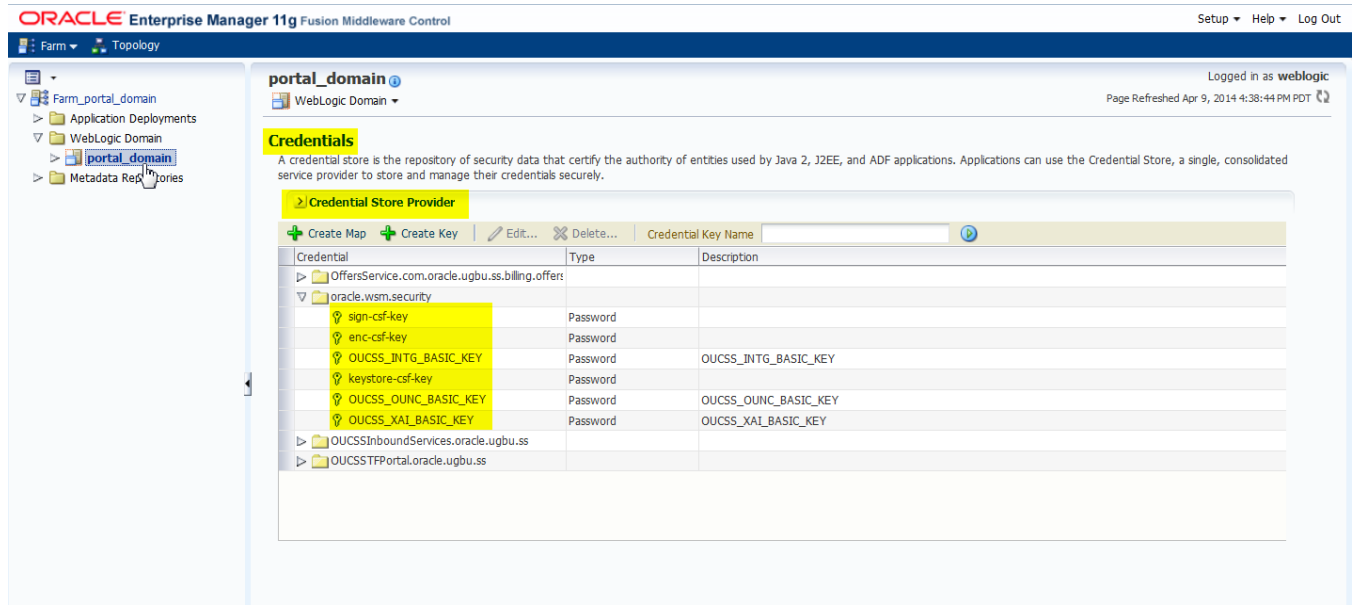 ORACLE Enterprise Manager 11g Fusion Middleware Control
Setup Help Log Out
Farm Topology
Farm_portal_domain
Application Deployments
WebLogic Domain
portal_domain
Metadata Repositories
portal_domain
Logged in as weblogic
WebLogic Domain
Page Refreshed Apr 9, 2014 4:38:44 PM PDT
Credentials
A credential store is the repository of security data that certify the authority of entities used by Java 2, J2EE, and ADF applications. Applications can use the Credential Store, a single, consolidated
service provider to store and manage their credentials securely.
Credential Store Provider
Create Map Create Key Edit... Delete... Credential Key Name
Credential Type Description
OffersService.com.oracle.ugbu.ss.billing.offers
oracle.wsm.security
sign-csf-key Password
enc-csf-key Password
OUCSS_INTG_BASIC_KEY Password OUCSS_INTG_BASIC_KEY
keystore-csf-key Password
OUCSS_OUNC_BASIC_KEY Password OUCSS_OUNC_BASIC_KEY
OUCSS_XAI_BASIC_KEY Password OUCSS_XAI_BASIC_KEY
OUCSSInboundServices.oracle.ugbu.ss
OUCSSTFPortal.oracle.ugbu.ss